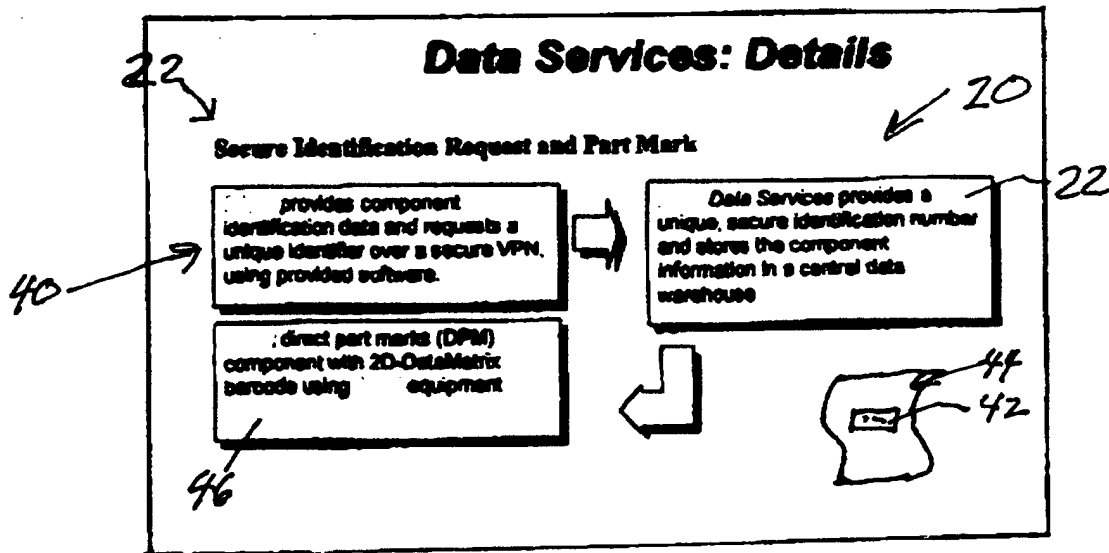 Data Services: Details
22
20
Secure Identification Request and Part Mark
provides component
identification data and requests a
unique identifier over a secure VPN,
using provided software.
Data Services provides a
unique, secure identification number
and stores the component
information in a central data
warehouse
22
40
direct part marks (DPM)
component with 2D-DataMatrix
barcode using equipment
44
42
46